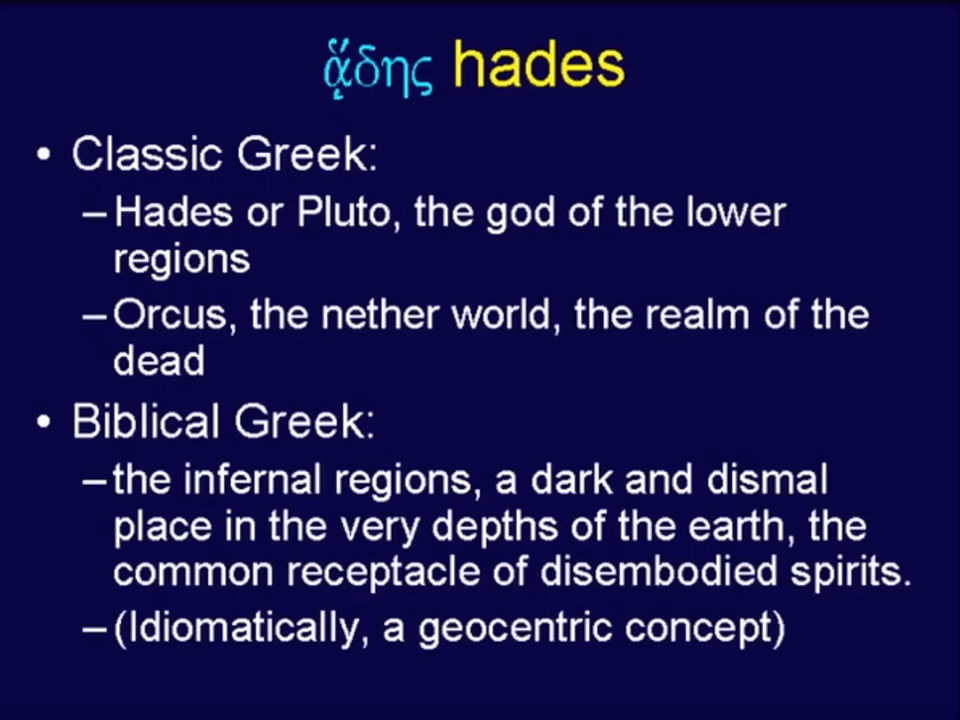 ᾅδης hades
• Classic Greek:
– Hades or Pluto, the god of the lower
regions
– Orcus, the nether world, the realm of the
dead
• Biblical Greek:
– the infernal regions, a dark and dismal
place in the very depths of the earth, the
common receptacle of disembodied spirits.
– (Idiomatically, a geocentric concept)